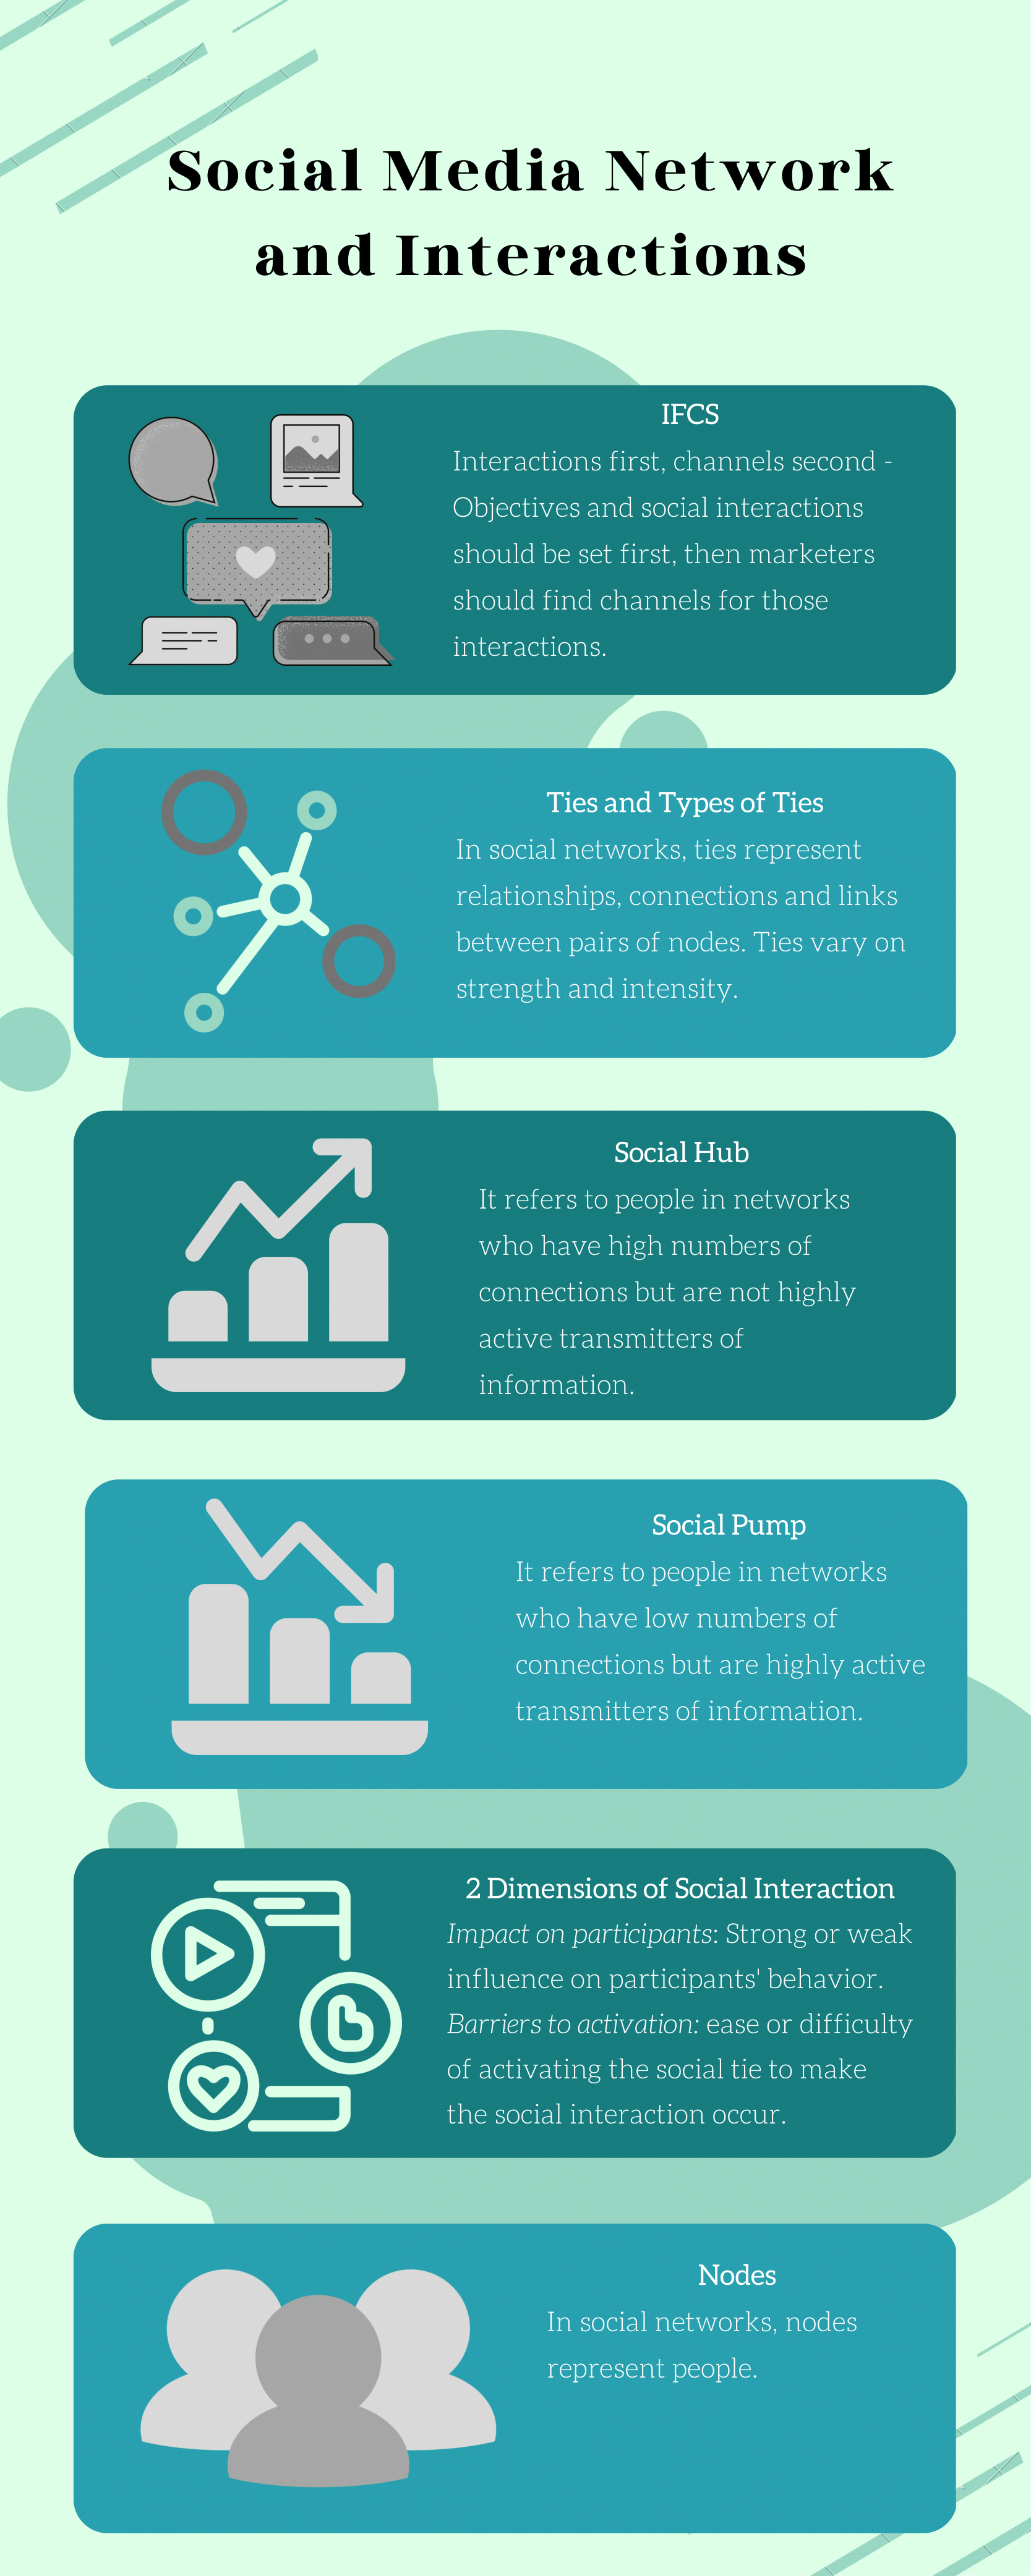 Social Media Network
and Interactions
IFCS
Interactions first, channels second -
Objectives and social interactions
should be set first, then marketers
should find channels for those
interactions.
Ties and Types of Ties
In social networks, ties represent
relationships, connections and links
between pairs of nodes. Ties vary on
strength and intensity.
Social Hub
It refers to people in networks
who have high numbers of
connections but are not highly
active transmitters of
information.
Social Pump
It refers to people in networks
who have low numbers of
connections but are highly active
transmitters of information.
2 Dimensions of Social Interaction
Impact on participants: Strong or weak
influence on participants' behavior.
Barriers to activation: ease or difficulty
of activating the social tie to make
the social interaction occur.
Nodes
In social networks, nodes
represent people.